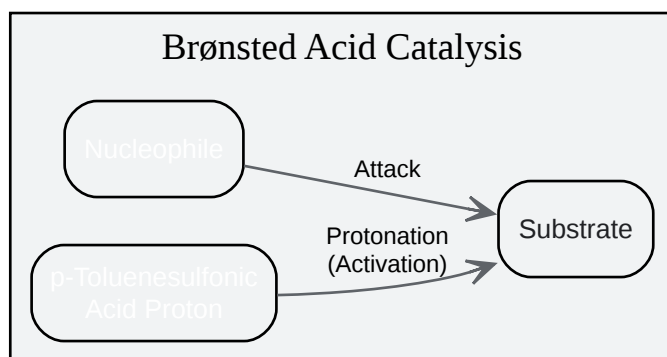 Brønsted Acid Catalysis
Nucleophile
Attack
Protonation
(Activation)
Substrate
p-Toluenesulfonic
Acid Proton